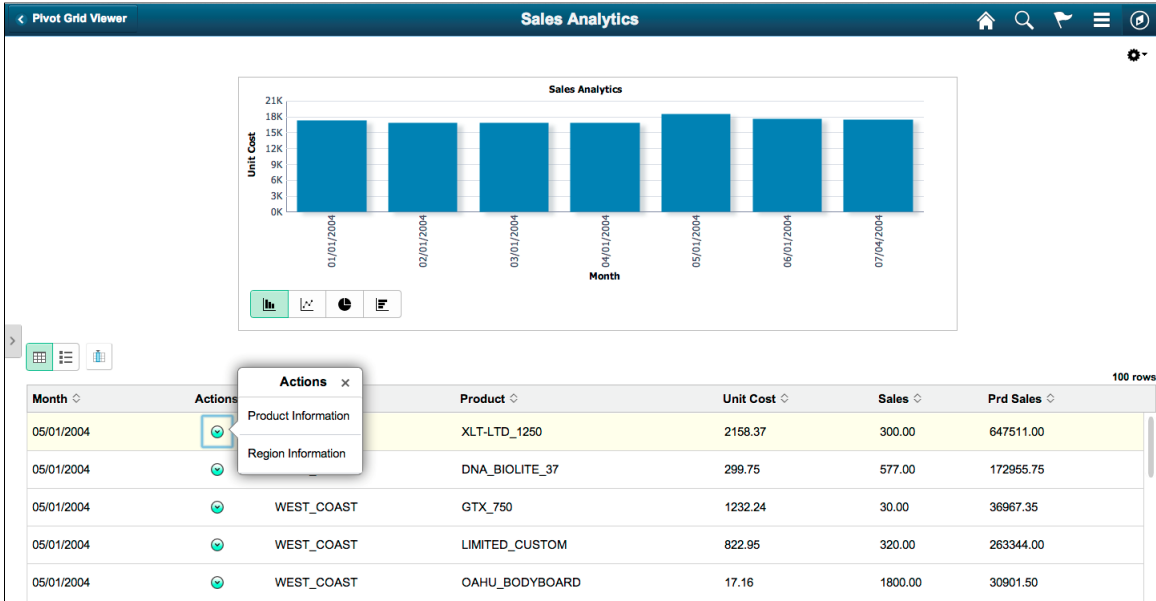 Pivot Grid Viewer
Sales Analytics
Sales Analytics
21K
18K
15K
12K
9K
6K
3K
0K
Unit Cost
01/01/2004
02/01/2004
03/01/2004
04/01/2004
05/01/2004
06/01/2004
07/04/2004
Month
100 rows
Month Actions Product Unit Cost Sales Prd Sales
05/01/2004 XLT-LTD_1250 2158.37 300.00 647511.00
05/01/2004 DNA_BIOLITE_37 299.75 577.00 172955.75
05/01/2004 WEST_COAST GTX_750 1232.24 30.00 36967.35
05/01/2004 WEST_COAST LIMITED_CUSTOM 822.95 320.00 263344.00
05/01/2004 WEST_COAST OAHU_BODYBOARD 17.16 1800.00 30901.50
Actions
Product Information
Region Information